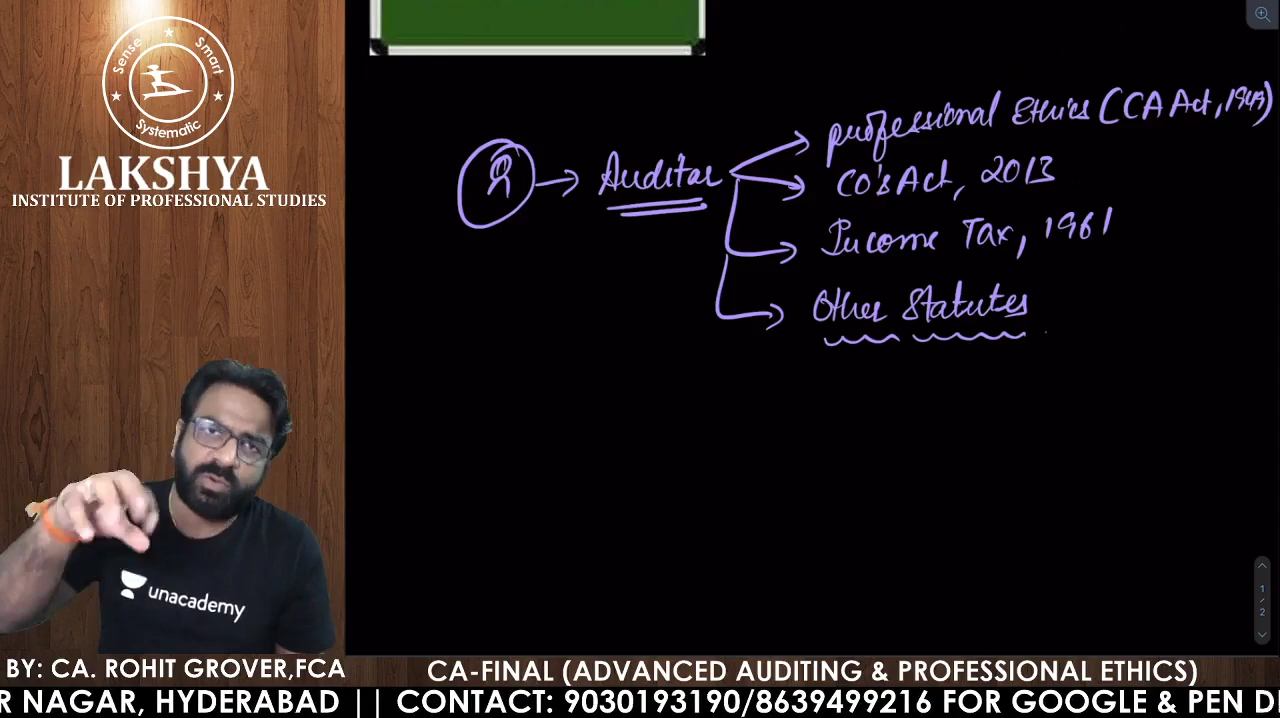 Sense Smart
Systematic
LAKSHYA
INSTITUTE OF PROFESSIONAL STUDIES
professional Ethics (CA Act, 1949)
Auditor
Co's Act, 2013
Income Tax, 1961
Other Statutes
unacademy
1
/
2
BY: CA. ROHIT GROVER,FCA
CA-FINAL (ADVANCED AUDITING & PROFESSIONAL ETHICS)
R NAGAR, HYDERABAD || CONTACT: 9030193190/8639499216 FOR GOOGLE & PEN D